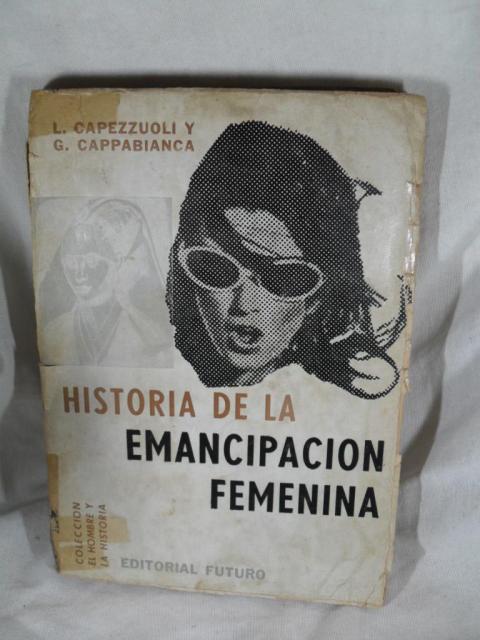 L. CAPEZZUOLI Y
G. CAPPABIANCA
HISTORIA DE LA
EMANCIPACION
FEMENINA
COLECCION
EL HOMBRE Y
LA HISTORIA
EDITORIAL FUTURO